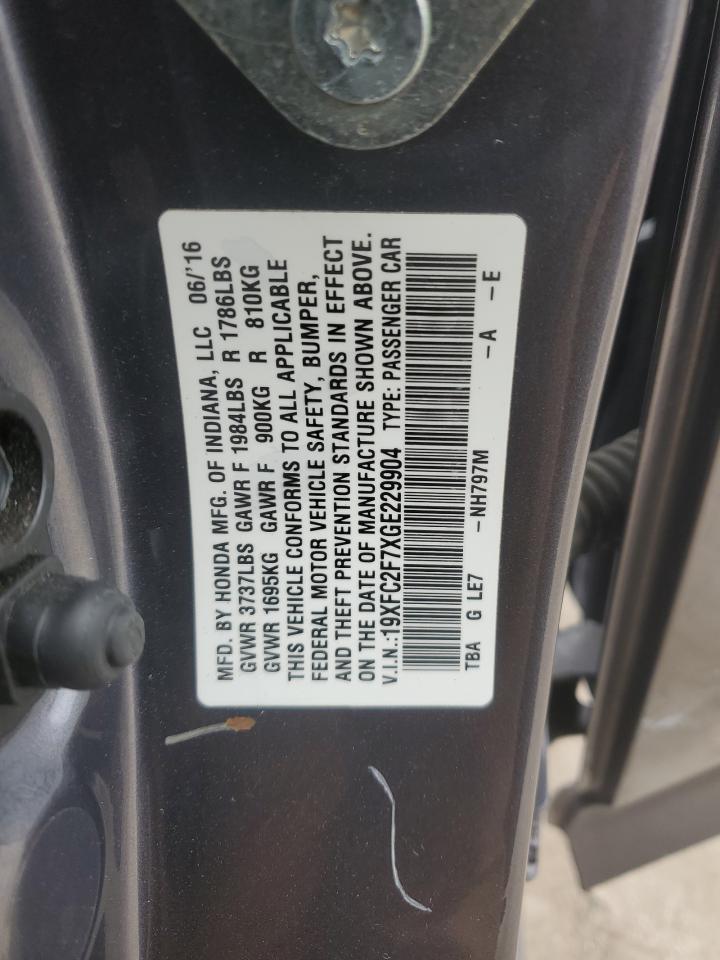 MFD. BY HONDA MFG. OF INDIANA, LLC 06/'16
GVWR 3737LBS GAWR F 1984LBS R 1786LBS
GVWR 1695KG GAWR F 900KG R 810KG
THIS VEHICLE CONFORMS TO ALL APPLICABLE
FEDERAL MOTOR VEHICLE SAFETY, BUMPER,
AND THEFT PREVENTION STANDARDS IN EFFECT
ON THE DATE OF MANUFACTURE SHOWN ABOVE.
V.I.N.:19XFC2F7XGE229904 TYPE: PASSENGER CAR
TBA G LE7 -NH797M -A -E